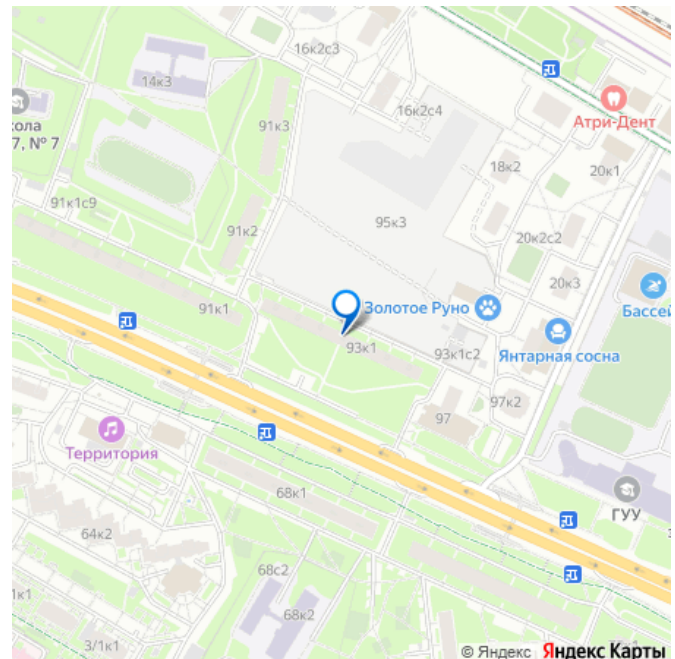 16к2с3
14к3
Атри-Дент
16к2с4
кола
7, № 7
91к3
18к2
20к1
91к1с9
91к2
95к3
20к2с2
20к3
91к1
Золотое Руно
Бассей
93к1
93к1с2
Янтарная сосна
97к2
97
Территория
68к1
ГУУ
64к2
68с2
1к1
68к2
3/1к1
© Яндекс Яндекс Карты